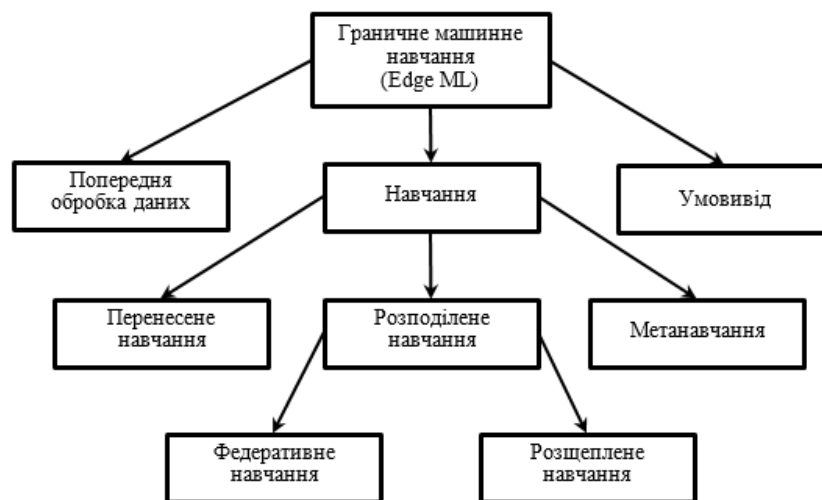 Граничне машинне
навчання
(Edge ML)
Попередня
обробка даних
Навчання
Умовивід
Перенесене
навчання
Розподілене
навчання
Метанавчання
Федеративне
навчання
Розщеплене
навчання